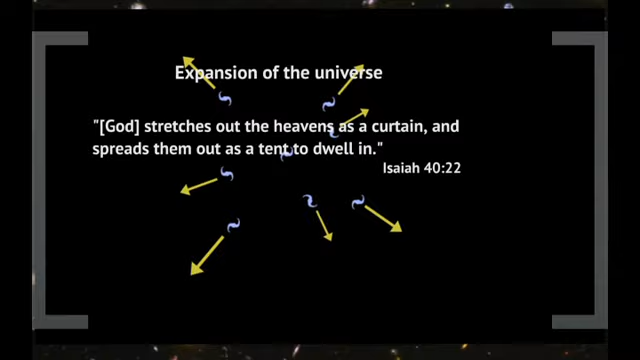 Expansion of the universe
"[God] stretches out the heavens as a curtain, and
spreads them out as a tent to dwell in."
Isaiah 40:22